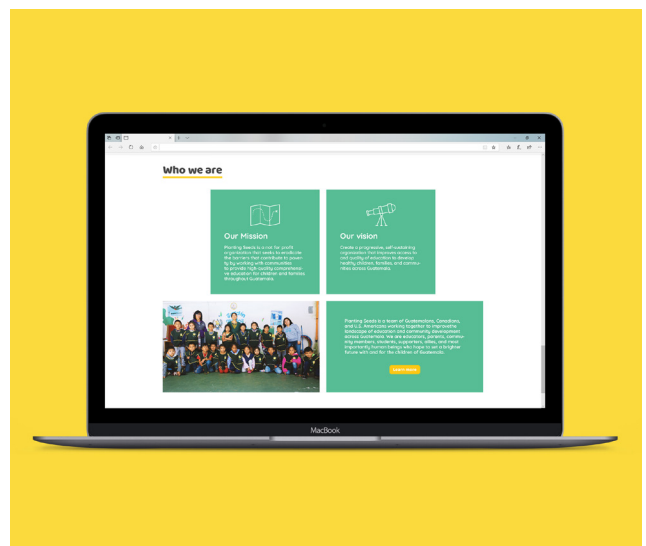 Who we are
Our Mission
Planting Seeds is a not for profit
organization that seeks to eradicate
the barriers that contribute to pover-
ty by working with communities
to provide high quality comprehensi-
ve education for children and families
throughout Guatemala.
Our vision
Create a progressive, self-sustaining
organization that improves access to
and quality of education to develop
healthy children, families, and commu-
nities across Guatemala.
Planting Seeds is a team of Guatemalans, Canadians,
and U.S. Americans working together to improvethe
landscape of education and community development
across Guatemala. We are educators, parents, commu-
nity members, students, supporters, allies, and most
importantly human beings who hope to see a brighter
future with and for the children of Guatemala.
Learn more
MacBook